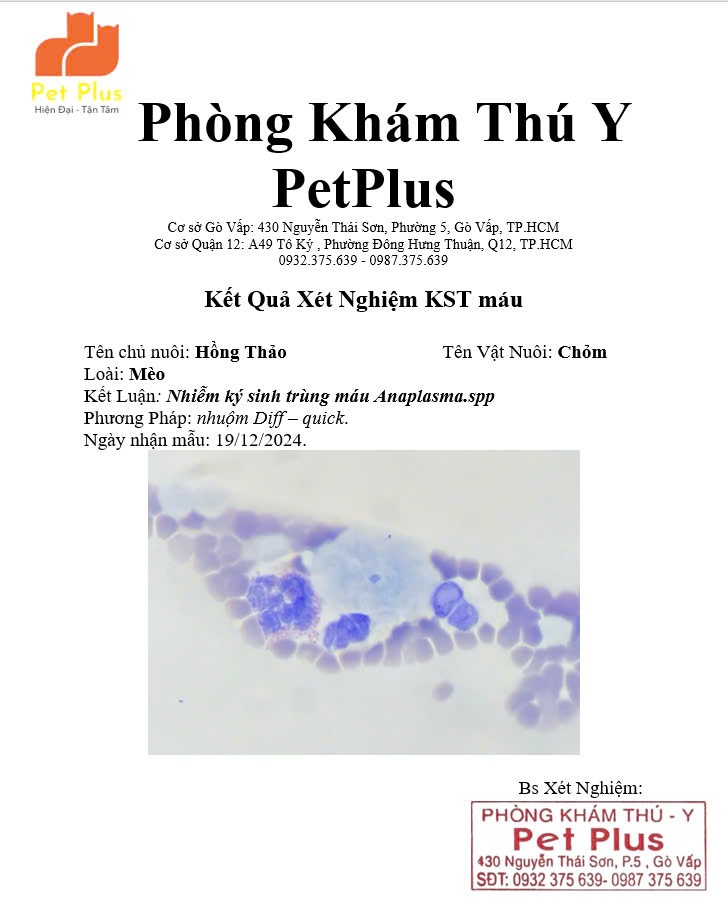 Pet Plus
Hiện Đại - Tận Tâm
Phòng Khám Thú Y
PetPlus
Cơ sở Gò Vấp: 430 Nguyễn Thái Sơn, Phường 5, Gò Vấp, TP.HCM
Cơ sở Quận 12: A49 Tô Ký , Phường Đông Hưng Thuận, Q12, TP.HCM
0932.375.639 - 0987.375.639
Kết Quả Xét Nghiệm KST máu
Tên chủ nuôi: Hồng Thảo Tên Vật Nuôi: Chỏm
Loài: Mèo
Kết Luận: Nhiễm ký sinh trùng máu Anaplasma.spp
Phương Pháp: nhuộm Diff – quick.
Ngày nhận mẫu: 19/12/2024.
Bs Xét Nghiệm:
PHÒNG KHÁM THÚ - Y
Pet Plus
430 Nguyễn Thái Sơn, P.5 , Gò Vấp
SĐT: 0932 375 639- 0987 375 639